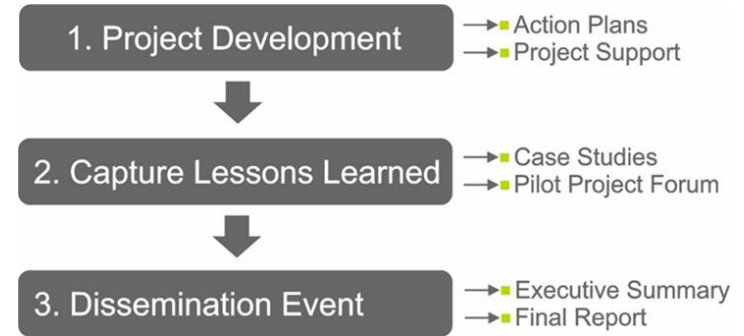 1. Project Development
Action Plans
Project Support
2. Capture Lessons Learned
Case Studies
Pilot Project Forum
3. Dissemination Event
Executive Summary
Final Report